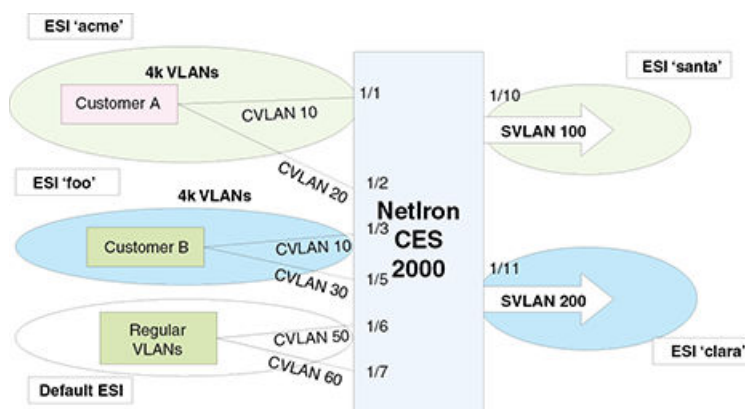 ESI 'acme'
4k VLANs
Customer A
CVLAN 10
CVLAN 20
1/1
1/2
ESI 'foo'
4k VLANs
Customer B
CVLAN 10
CVLAN 30
1/3
1/5
Regular
VLANs
CVLAN 50
CVLAN 60
1/6
1/7
Default ESI
NetIron
CES
2000
1/10
SVLAN 100
ESI 'santa'
1/11
SVLAN 200
ESI 'clara'